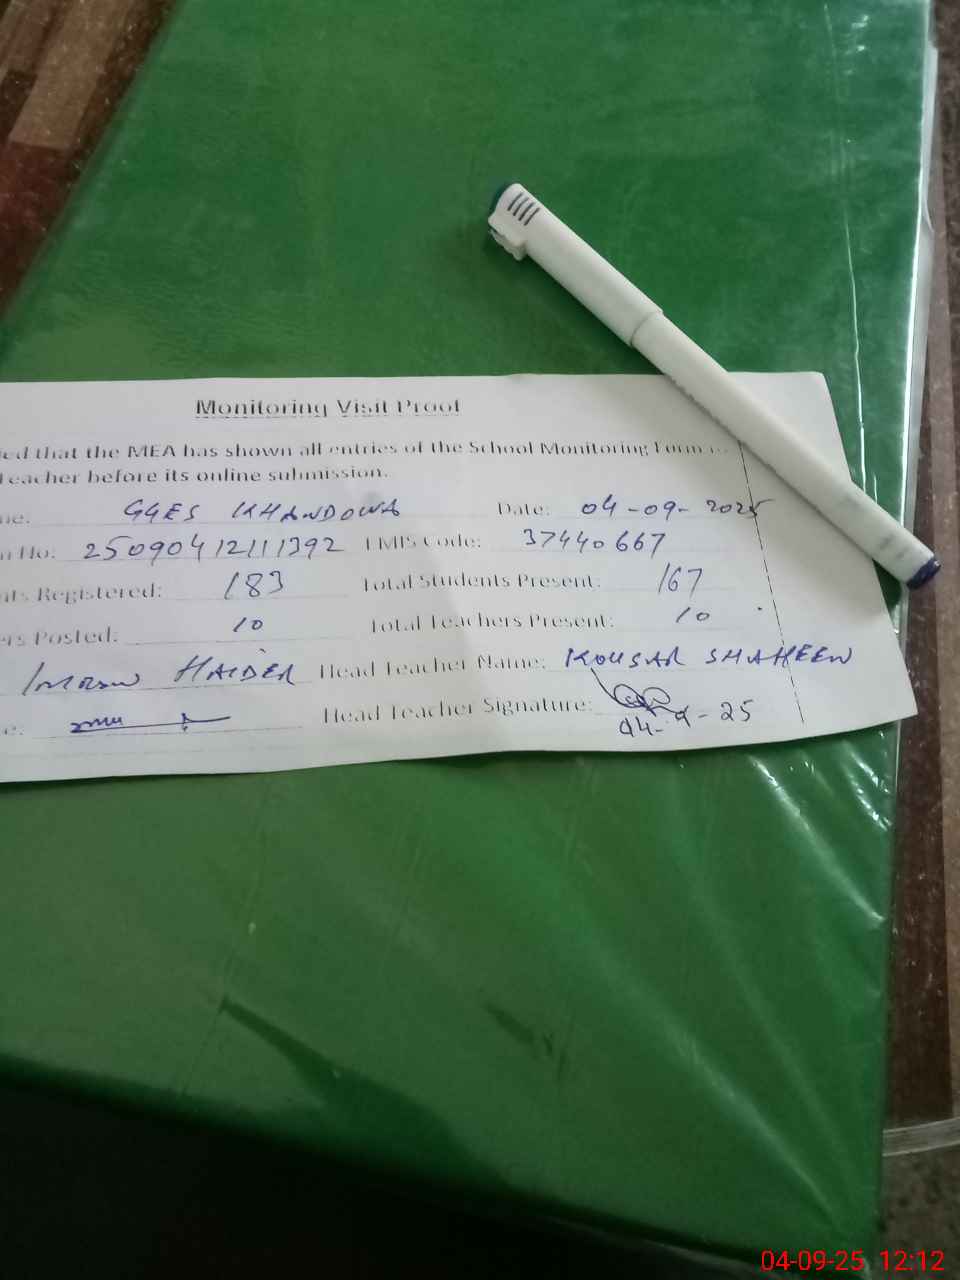 Monitoring Visit Proof
ied that the MEA has shown all entries of the School Monitoring Form
Teacher before its online submission.
me: GGES KHANDOWA Date: 04-09-2025
n No: 25090412111392 EMIS Code: 37440667
nts Registered: 183 Total Students Present: 167
ers Posted: 10 Total Teachers Present: 10
Imran HAIDER Head Teacher Name: KOUSAR SHAHEEN
e: Head Teacher Signature:
04-9-25
04-09-25 12:12